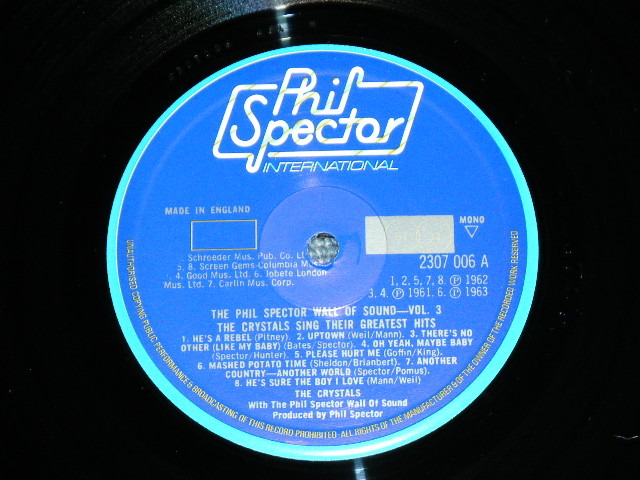 Phil
Spector
INTERNATIONAL
MADE IN ENGLAND
MONO
Schroeder Mus. Pub. Co.
5. 8. Screen Gems-Columbia
4. Good Mus. Ltd. 6. Jobete London
Mus. Ltd. 7. Carlin Mus. Corp.
2307 006 A
1, 2, 5, 7, 8. Ⓟ 1962
3, 4. Ⓟ 1961. 6. Ⓟ 1963
THE PHIL SPECTOR WALL OF SOUND—VOL. 3
THE CRYSTALS SING THEIR GREATEST HITS
1. HE'S A REBEL (Pitney). 2. UPTOWN (Weil/Mann). 3. THERE'S NO
OTHER (LIKE MY BABY) (Bates/Spector). 4. OH YEAH, MAYBE BABY
(Spector/Hunter). 5. PLEASE HURT ME (Goffin/King).
6. MASHED POTATO TIME (Sheldon/Brianbert). 7. ANOTHER
COUNTRY—ANOTHER WORLD (Spector/Pomus).
8. HE'S SURE THE BOY I LOVE (Mann/Weil)
THE CRYSTALS
With The Phil Spector Wall Of Sound
Produced by Phil Spector
UNAUTHORISED COPYING PUBLIC PERFORMANCE & BROADCASTING OF THIS RECORD PROHIBITED·ALL RIGHTS OF THE MANUFACTURER & OF THE OWNER OF THE RECORDED WORK RESERVED